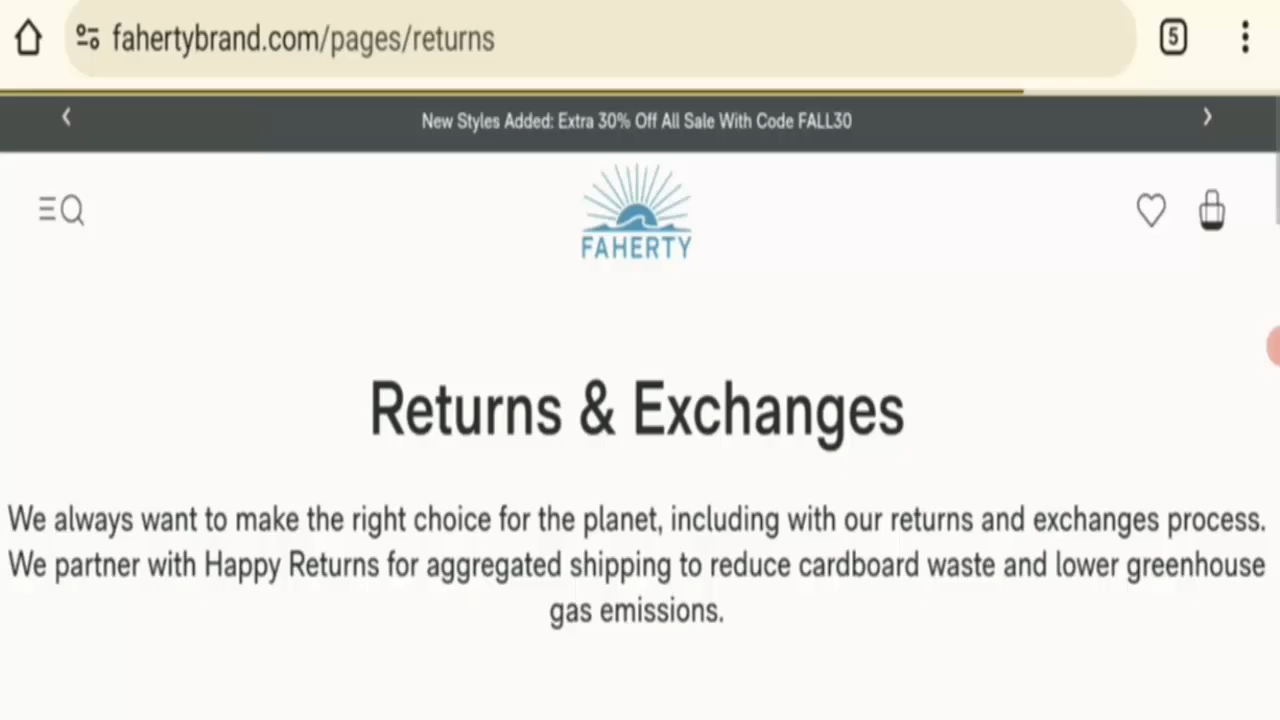 fahertybrand.com/pages/returns
5
New Styles Added: Extra 30% Off All Sale With Code FALL30
FAHERTY
Returns & Exchanges
We always want to make the right choice for the planet, including with our returns and exchanges process.
We partner with Happy Returns for aggregated shipping to reduce cardboard waste and lower greenhouse
gas emissions.